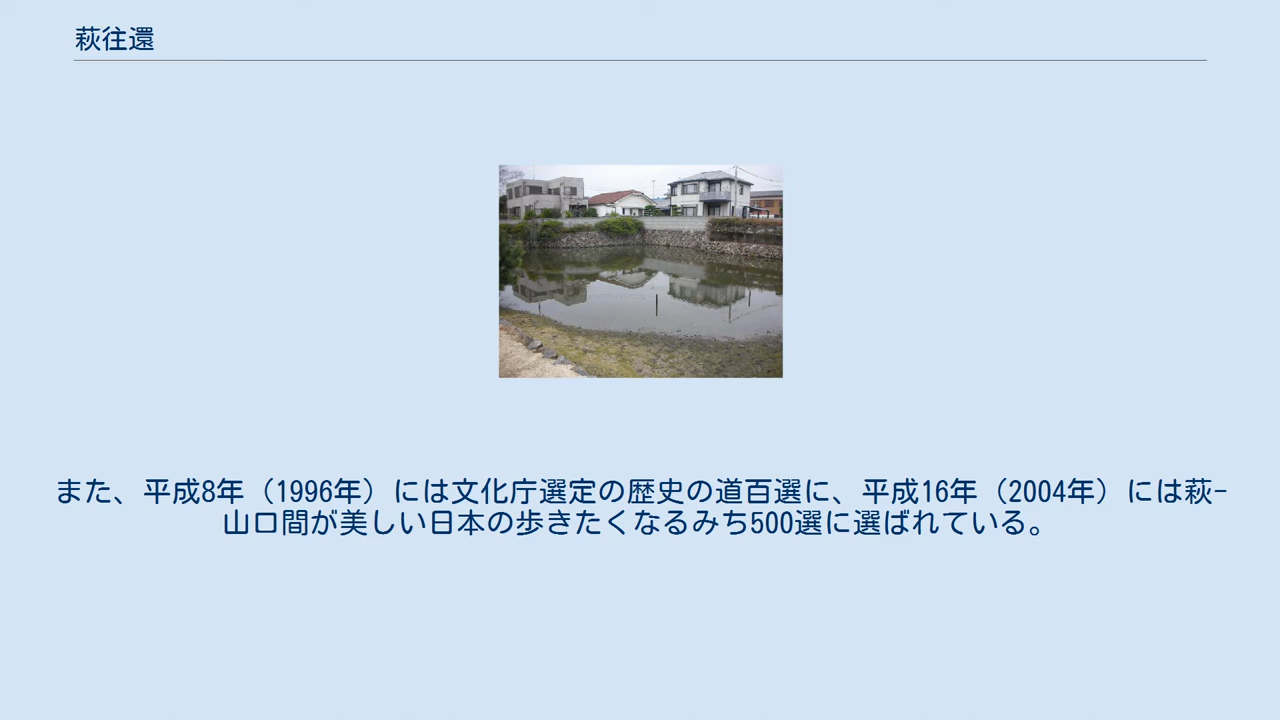 萩往還
また、平成8年（1996年）には文化庁選定の歴史の道百選に、平成16年（2004年）には萩-
山口間が美しい日本の歩きたくなるみち500選に選ばれている。